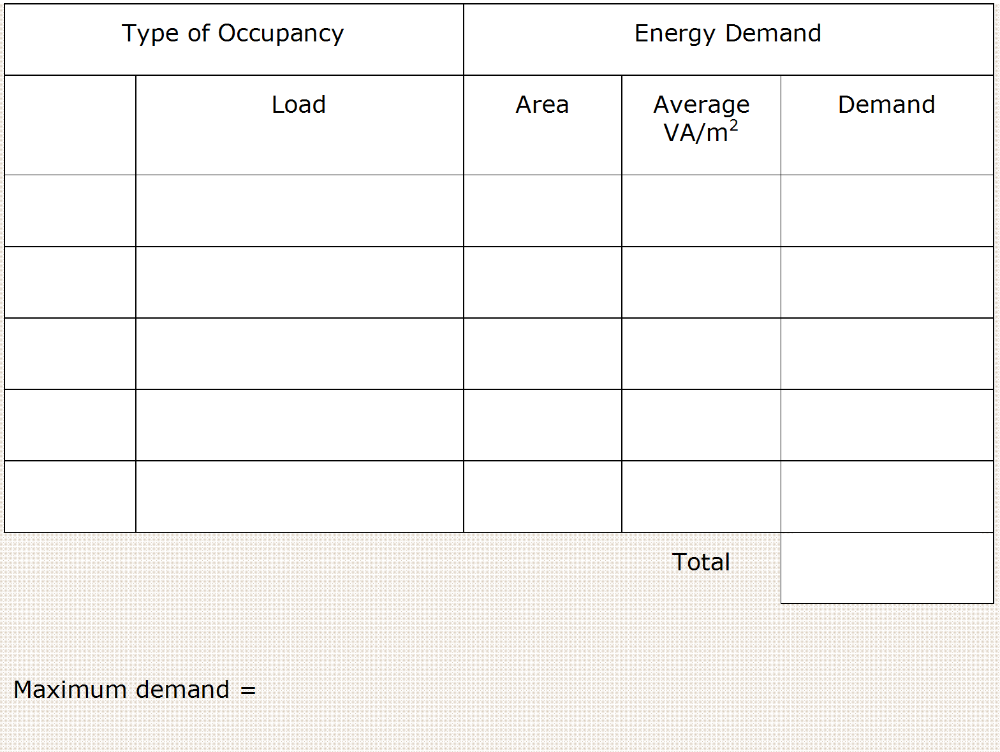 Type of Occupancy
Energy Demand
Load
Area
Average
VA/m²
Demand
Total
Maximum demand =